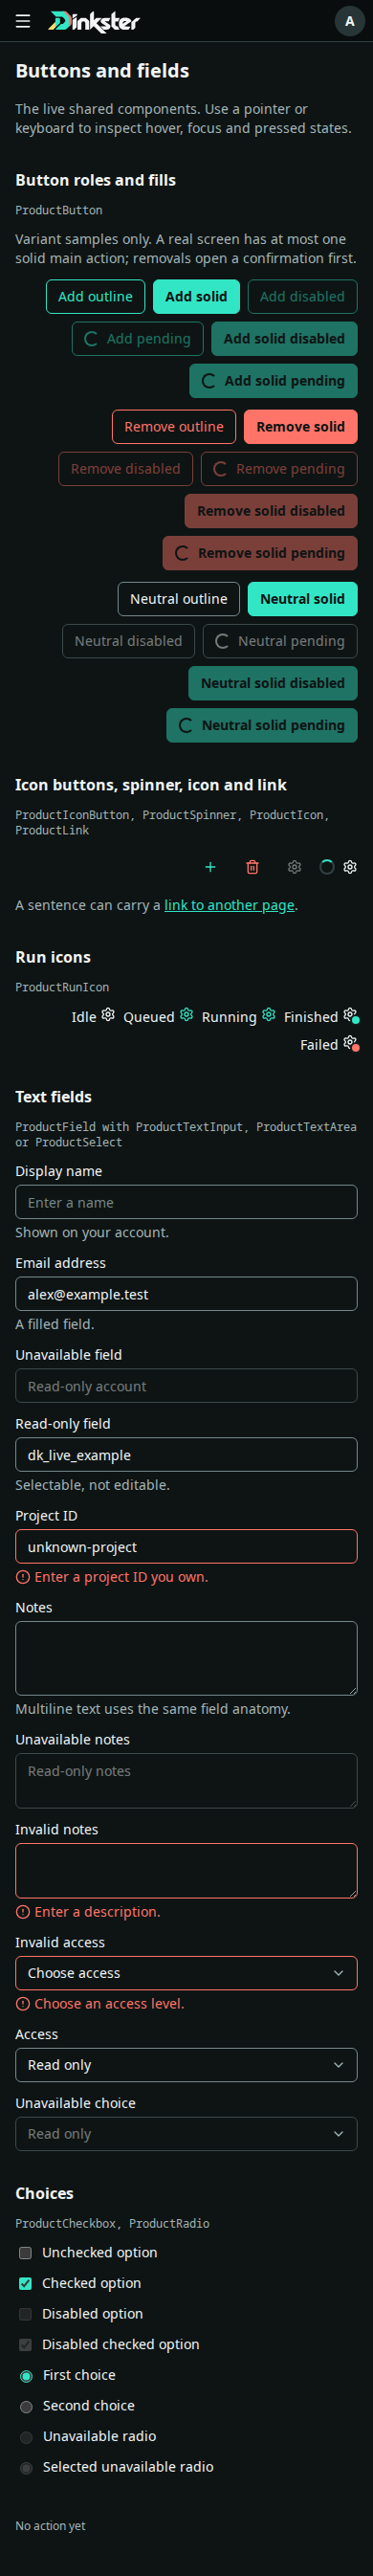 Dinkster
A
Buttons and fields
The live shared components. Use a pointer or
keyboard to inspect hover, focus and pressed states.
Button roles and fills
ProductButton
Variant samples only. A real screen has at most one
solid main action; removals open a confirmation first.
Add outline Add solid Add disabled
Add pending Add solid disabled
Add solid pending
Remove outline Remove solid
Remove disabled Remove pending
Remove solid disabled
Remove solid pending
Neutral outline Neutral solid
Neutral disabled Neutral pending
Neutral solid disabled
Neutral solid pending
Icon buttons, spinner, icon and link
ProductIconButton, ProductSpinner, ProductIcon,
ProductLink
A sentence can carry a link to another page.
Run icons
ProductRunIcon
Idle Queued Running Finished
Failed
Text fields
ProductField with ProductTextInput, ProductTextArea
or ProductSelect
Display name
Enter a name
Shown on your account.
Email address
alex@example.test
A filled field.
Unavailable field
Read-only account
Read-only field
dk_live_example
Selectable, not editable.
Project ID
unknown-project
Enter a project ID you own.
Notes
Multiline text uses the same field anatomy.
Unavailable notes
Read-only notes
Invalid notes
Enter a description.
Invalid access
Choose access
Choose an access level.
Access
Read only
Unavailable choice
Read only
Choices
ProductCheckbox, ProductRadio
Unchecked option
Checked option
Disabled option
Disabled checked option
First choice
Second choice
Unavailable radio
Selected unavailable radio
No action yet